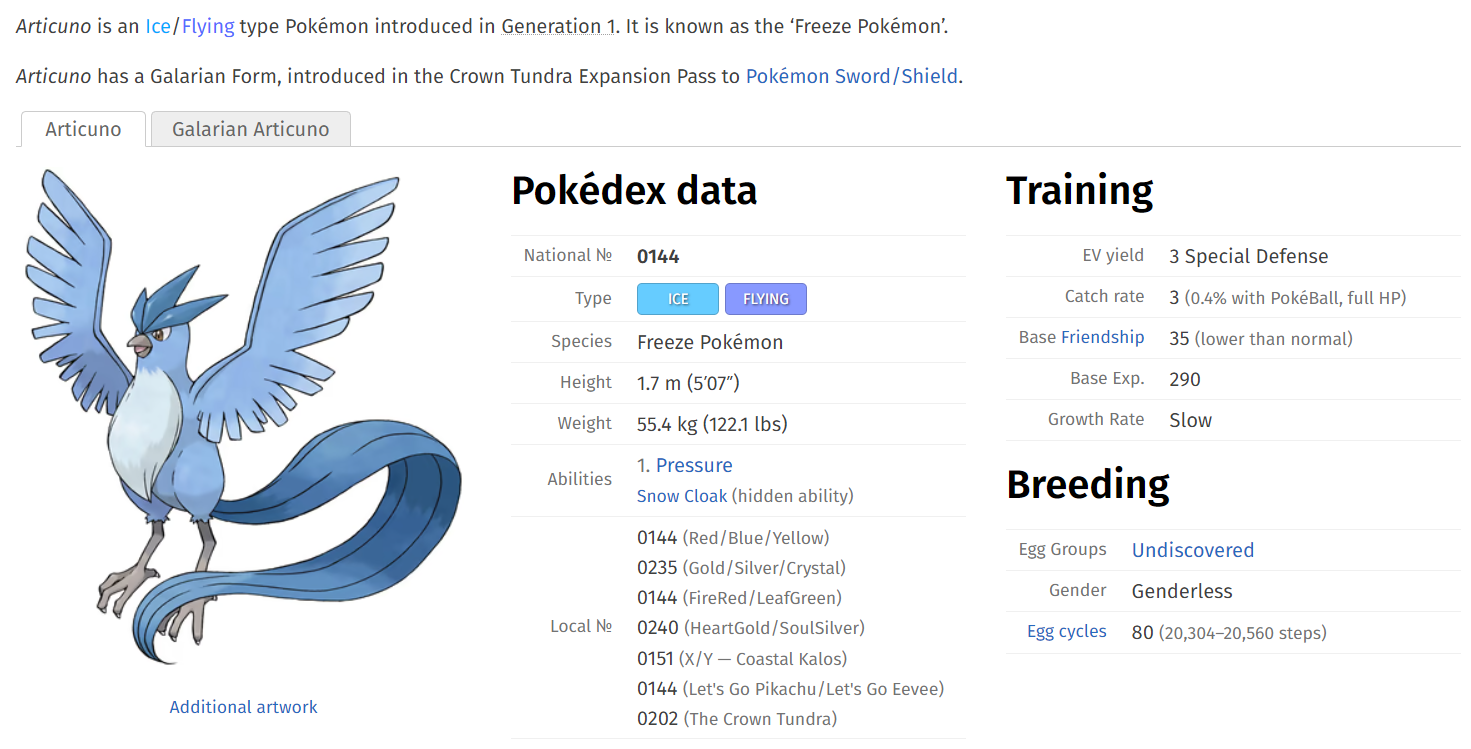 Articuno is an Ice/Flying type Pokémon introduced in Generation 1. It is known as the ‘Freeze Pokémon’.
Articuno has a Galarian Form, introduced in the Crown Tundra Expansion Pass to Pokémon Sword/Shield.
Articuno
Galarian Articuno
Additional artwork
Pokédex data
National № 0144
Type ICE FLYING
Species Freeze Pokémon
Height 1.7 m (5′07″)
Weight 55.4 kg (122.1 lbs)
Abilities 1. Pressure
Snow Cloak (hidden ability)
Local № 0144 (Red/Blue/Yellow)
0235 (Gold/Silver/Crystal)
0144 (FireRed/LeafGreen)
0240 (HeartGold/SoulSilver)
0151 (X/Y — Coastal Kalos)
0144 (Let's Go Pikachu/Let's Go Eevee)
0202 (The Crown Tundra)
Training
EV yield 3 Special Defense
Catch rate 3 (0.4% with PokéBall, full HP)
Base Friendship 35 (lower than normal)
Base Exp. 290
Growth Rate Slow
Breeding
Egg Groups Undiscovered
Gender Genderless
Egg cycles 80 (20,304–20,560 steps)